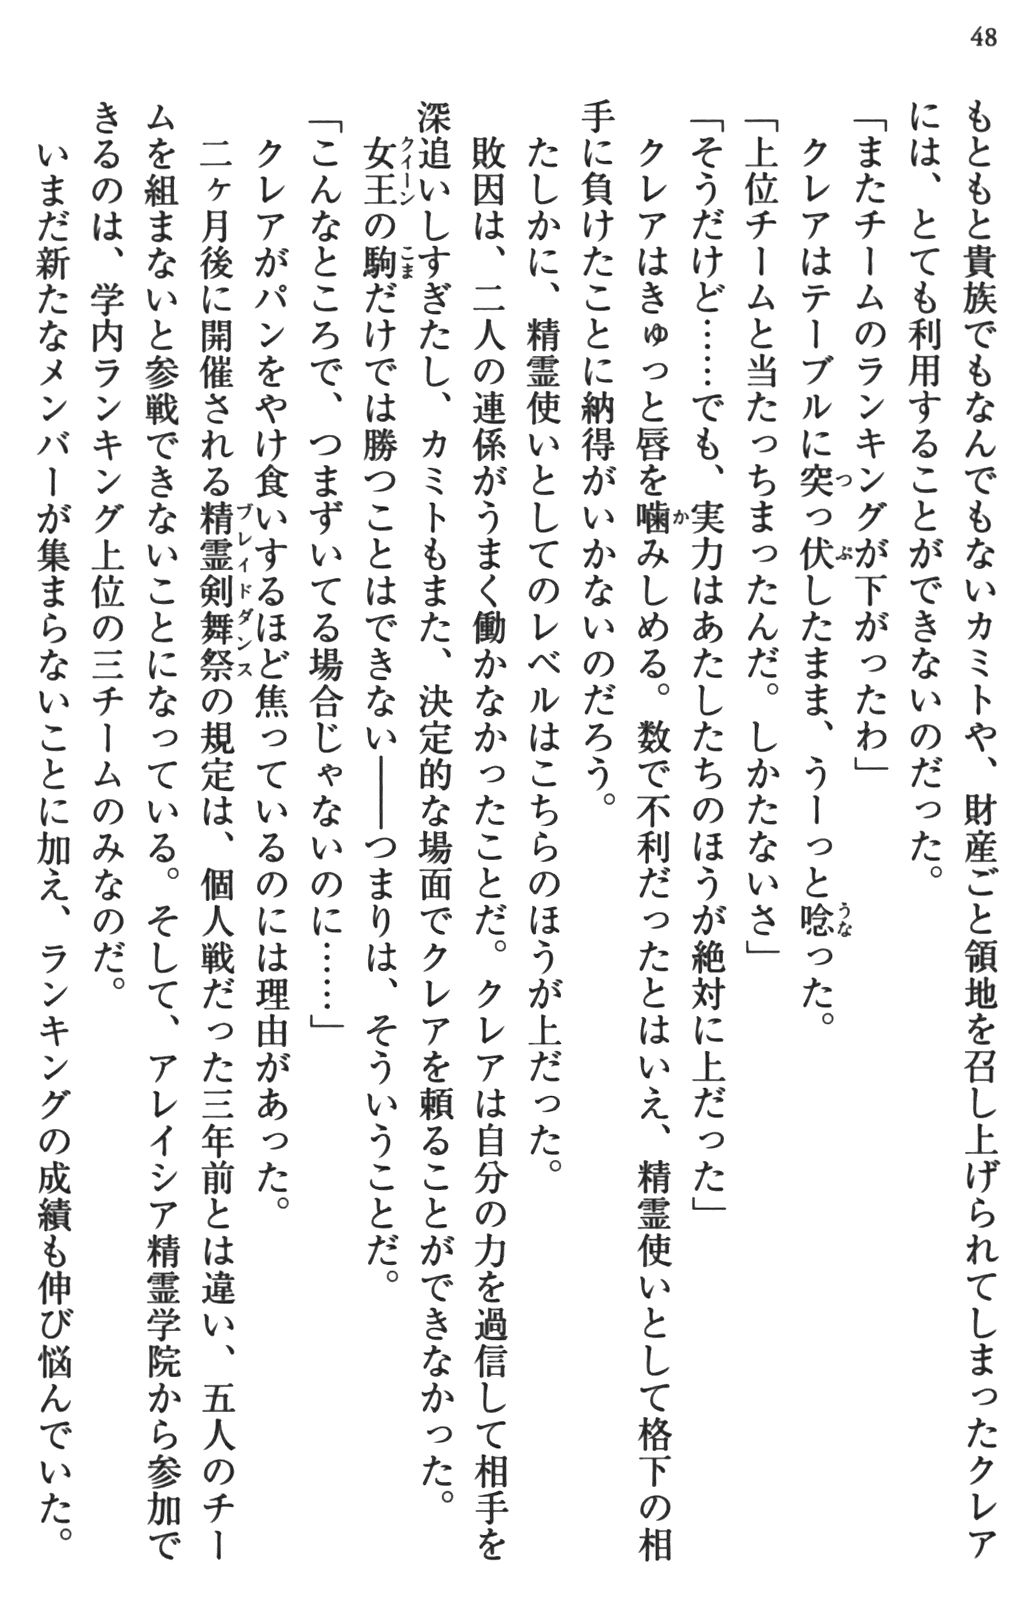 48
もともと貴族でもなんでもないカミトや、財産ごと領地を召し上げられてしまったクレア
には、とても利用することができないのだった。
「またチームのランキングが下がったわ」
クレアはテーブルに突っ伏したまま、うーっと唸った。
「上位チームと当たっちまったんだ。しかたないさ」
「そうだけど……でも、実力はあたしたちのほうが絶対に上だった」
クレアはきゅっと唇を噛みしめる。数で不利だったとはいえ、精霊使いとして格下の相
手に負けたことに納得がいかないのだろう。
たしかに、精霊使いとしてのレベルはこちらのほうが上だった。
敗因は、二人の連係がうまく働かなかったことだ。クレアは自分の力を過信して相手を
深追いしすぎたし、カミトもまた、決定的な場面でクレアを頼ることができなかった。
女王の駒だけでは勝つことはできない――つまりは、そういうことだ。
「こんなところで、つまずいてる場合じゃないのに……」
クレアがパンをやけ食いするほど焦っているのには理由があった。
二ヶ月後に開催される精霊剣舞祭の規定は、個人戦だった三年前とは違い、五人のチー
ムを組まないと参戦できないことになっている。そして、アレイシア精霊学院から参加で
きるのは、学内ランキング上位の三チームのみなのだ。
いまだ新たなメンバーが集まらないことに加え、ランキングの成績も伸び悩んでいた。
つ
ぷ
うな
か
クイーン
こま
ブレイドダンス